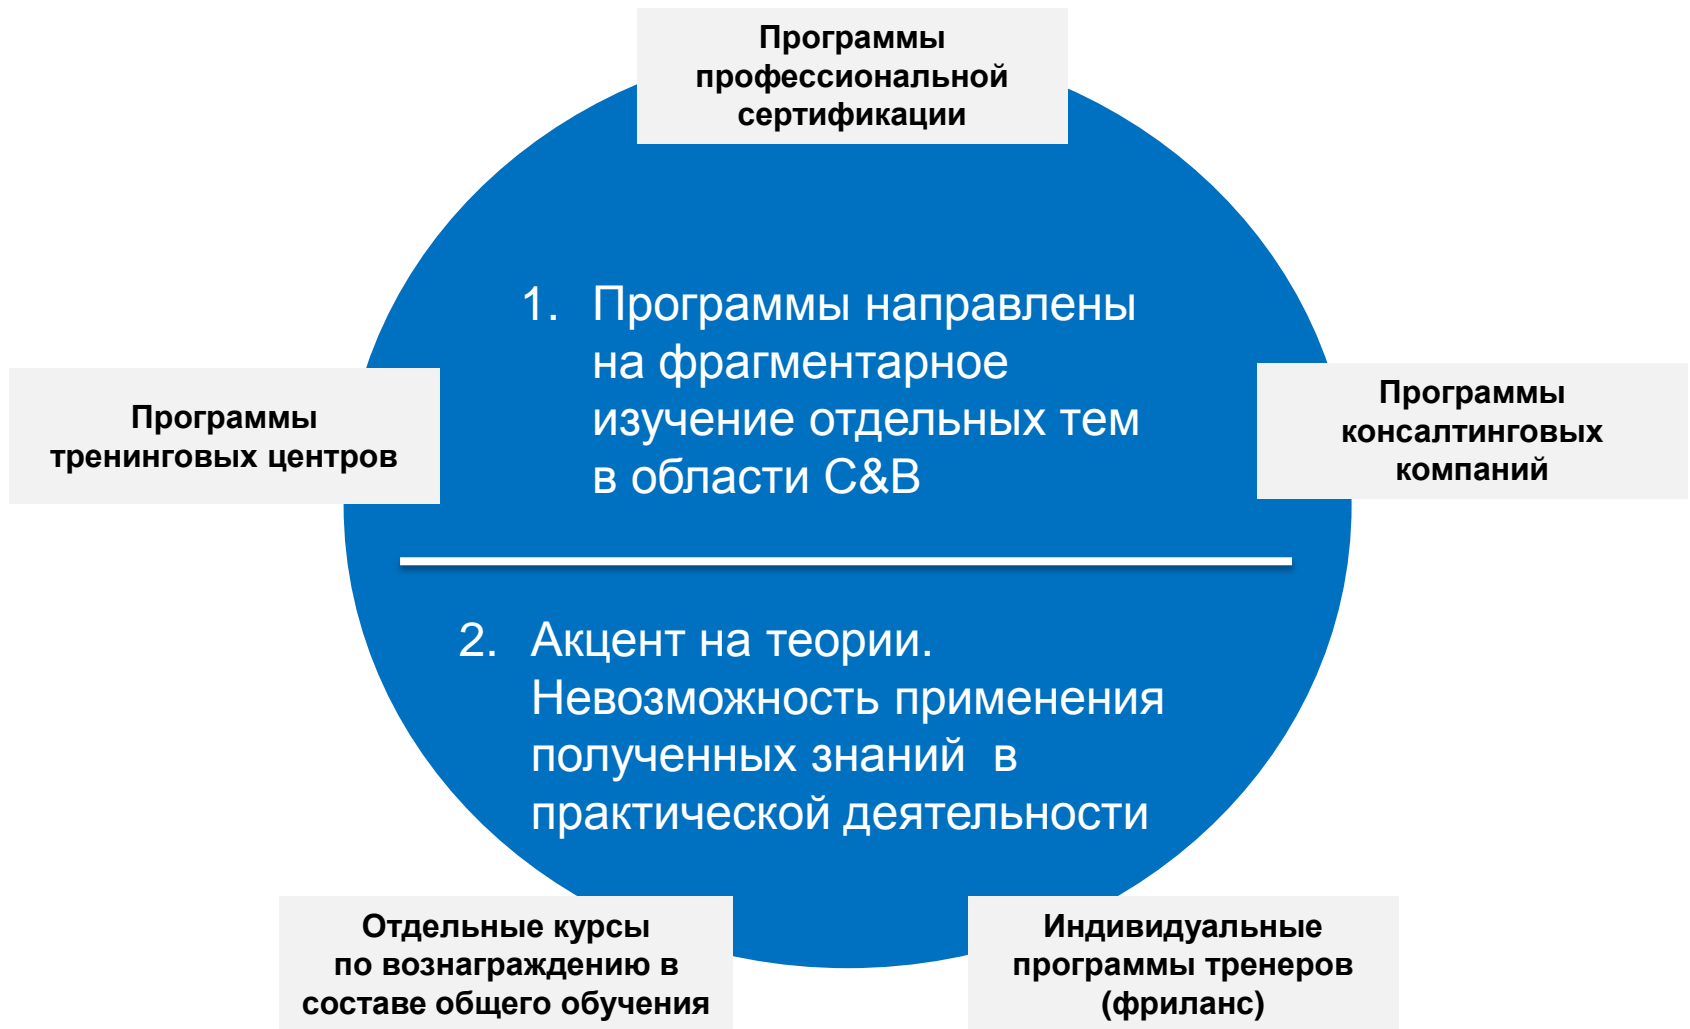 Программы
профессиональной
сертификации
1. Программы направлены
на фрагментарное
изучение отдельных тем
в области C&B
Программы
тренинговых центров
Программы
консалтинговых
компаний
2. Акцент на теории.
Невозможность применения
полученных знаний  в
практической деятельности
Отдельные курсы
по вознаграждению в
составе общего обучения
Индивидуальные
программы тренеров
(фриланс)